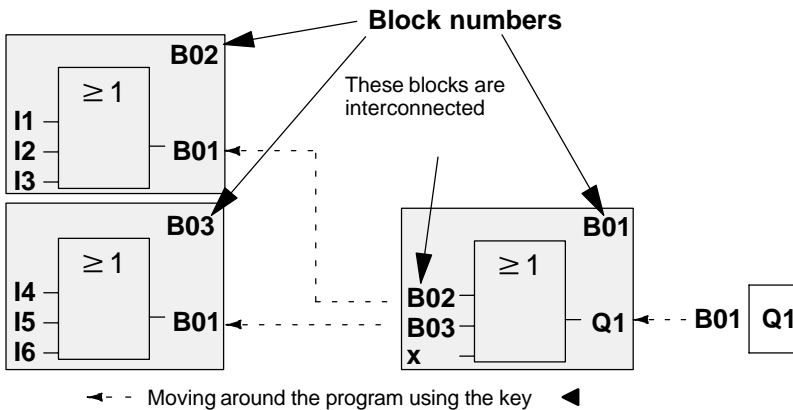 Block numbers
B02
≥ 1
I1
I2
I3
B01
These blocks are
interconnected
B03
≥ 1
I4
I5
I6
B01
B01
≥ 1
B02
B03
x
Q1
B01
Q1
Moving around the program using the key